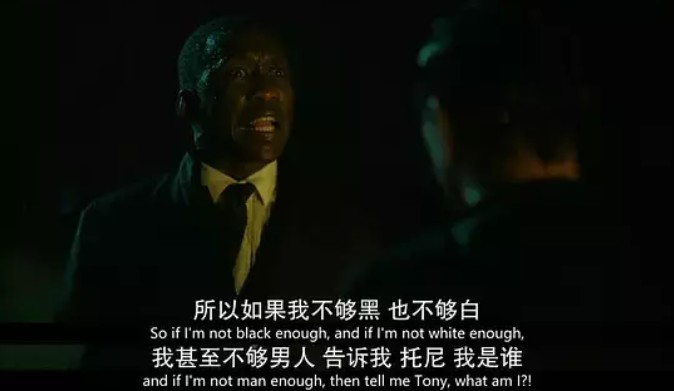 所以如果我不够黑 也不够白
So if I'm not black enough, and if I'm not white enough,
我甚至不够男人 告诉我 托尼 我是谁
and if I'm not man enough, then tell me Tony, what am I?!